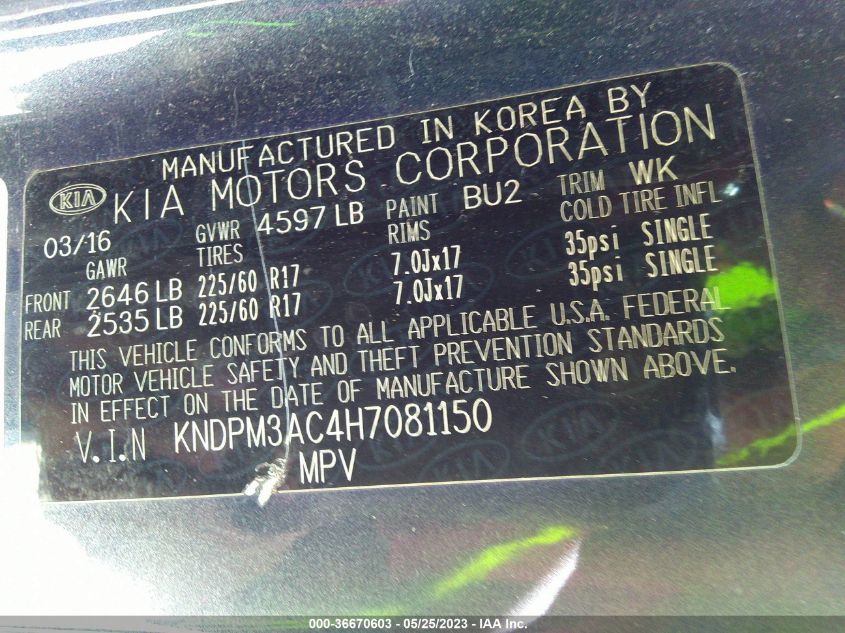 MANUFACTURED IN KOREA BY
KIA KIA MOTORS CORPORATION
03/16 GVWR 4597 LB PAINT BU2 TRIM WK
GAWR TIRES RIMS COLD TIRE INFL
FRONT 2646 LB 225/60 R17 7.0Jx17 35psi SINGLE
REAR 2535 LB 225/60 R17 7.0Jx17 35psi SINGLE
THIS VEHICLE CONFORMS TO ALL APPLICABLE U.S.A. FEDERAL
MOTOR VEHICLE SAFETY AND THEFT PREVENTION STANDARDS
IN EFFECT ON THE DATE OF MANUFACTURE SHOWN ABOVE.
V.I.N KNDPM3AC4H7081150
MPV
000-36670603 - 05/25/2023 - IAA Inc.